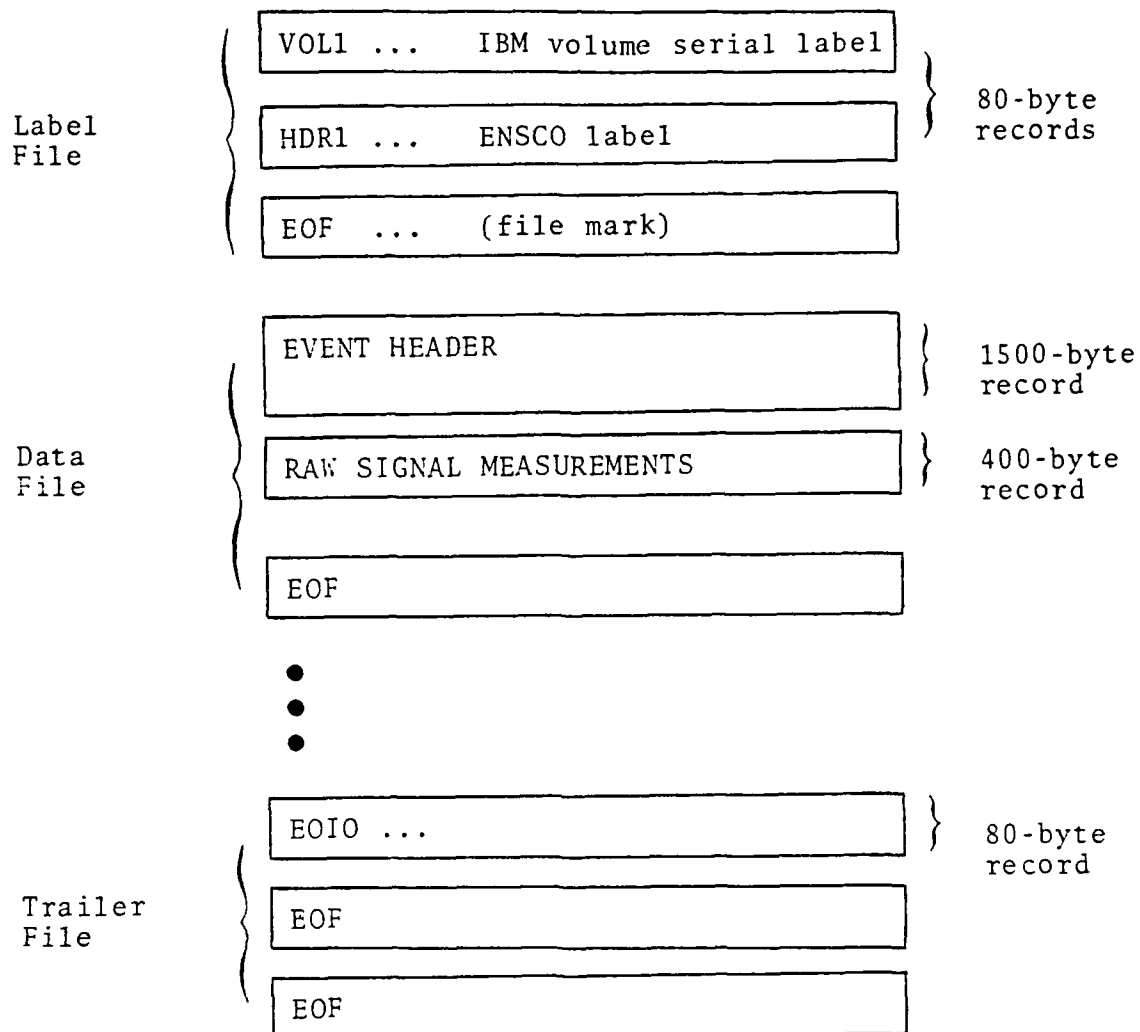 VOL1 ... IBM volume serial label
80-byte
records
Label
File
HDR1 ... ENSCO label
EOF ... (file mark)
EVENT HEADER
1500-byte
record
Data
File
RAW SIGNAL MEASUREMENTS
400-byte
record
EOF
EOIO ...
80-byte
record
Trailer
File
EOF
EOF